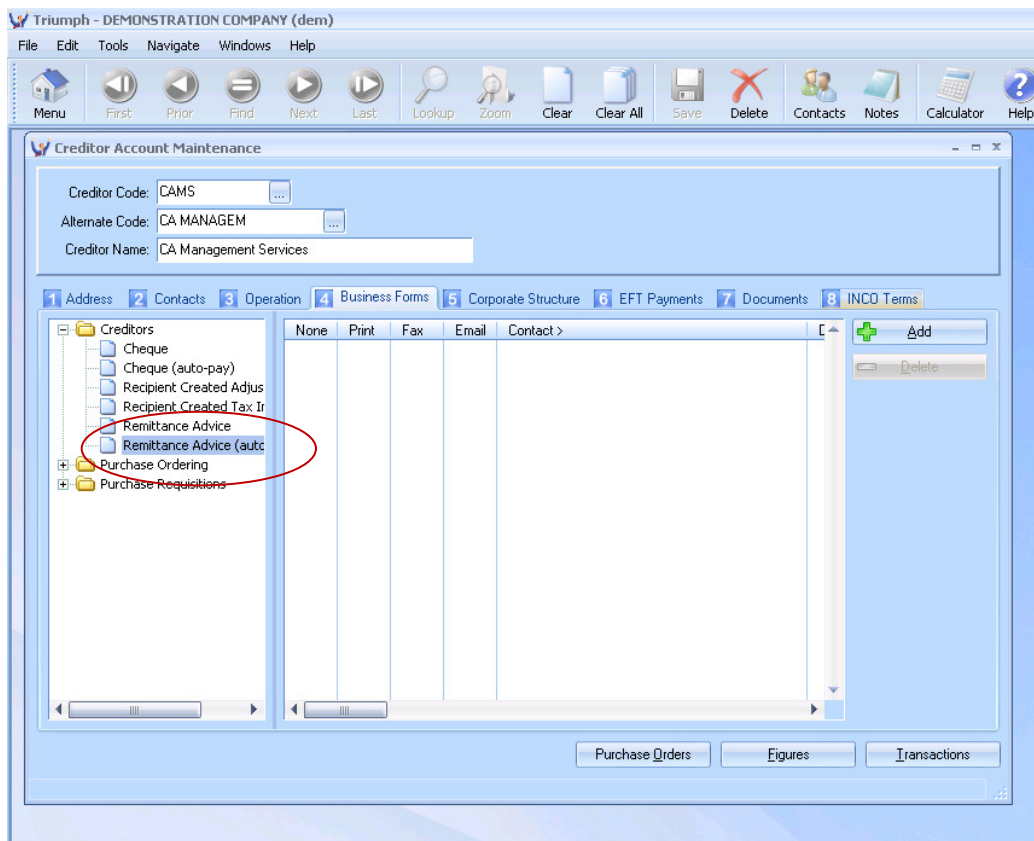 Triumph - DEMONSTRATION COMPANY (dem)
File Edit Tools Navigate Windows Help
Menu First Prior Find Next Last Lookup Zoom Clear Clear All Save Delete Contacts Notes Calculator Help
Creditor Account Maintenance
Creditor Code: CAMS ...
Alternate Code: CA MANAGEM ...
Creditor Name: CA Management Services
1 Address 2 Contacts 3 Operation 4 Business Forms 5 Corporate Structure 6 EFT Payments 7 Documents 8 INCO Terms
Creditors
Cheque
Cheque (auto-pay)
Recipient Created Adjus
Recipient Created Tax Ir
Remittance Advice
Remittance Advice (auto
Purchase Ordering
Purchase Requisitions
None Print Fax Email Contact >
Add
Delete
Purchase Orders Figures Transactions